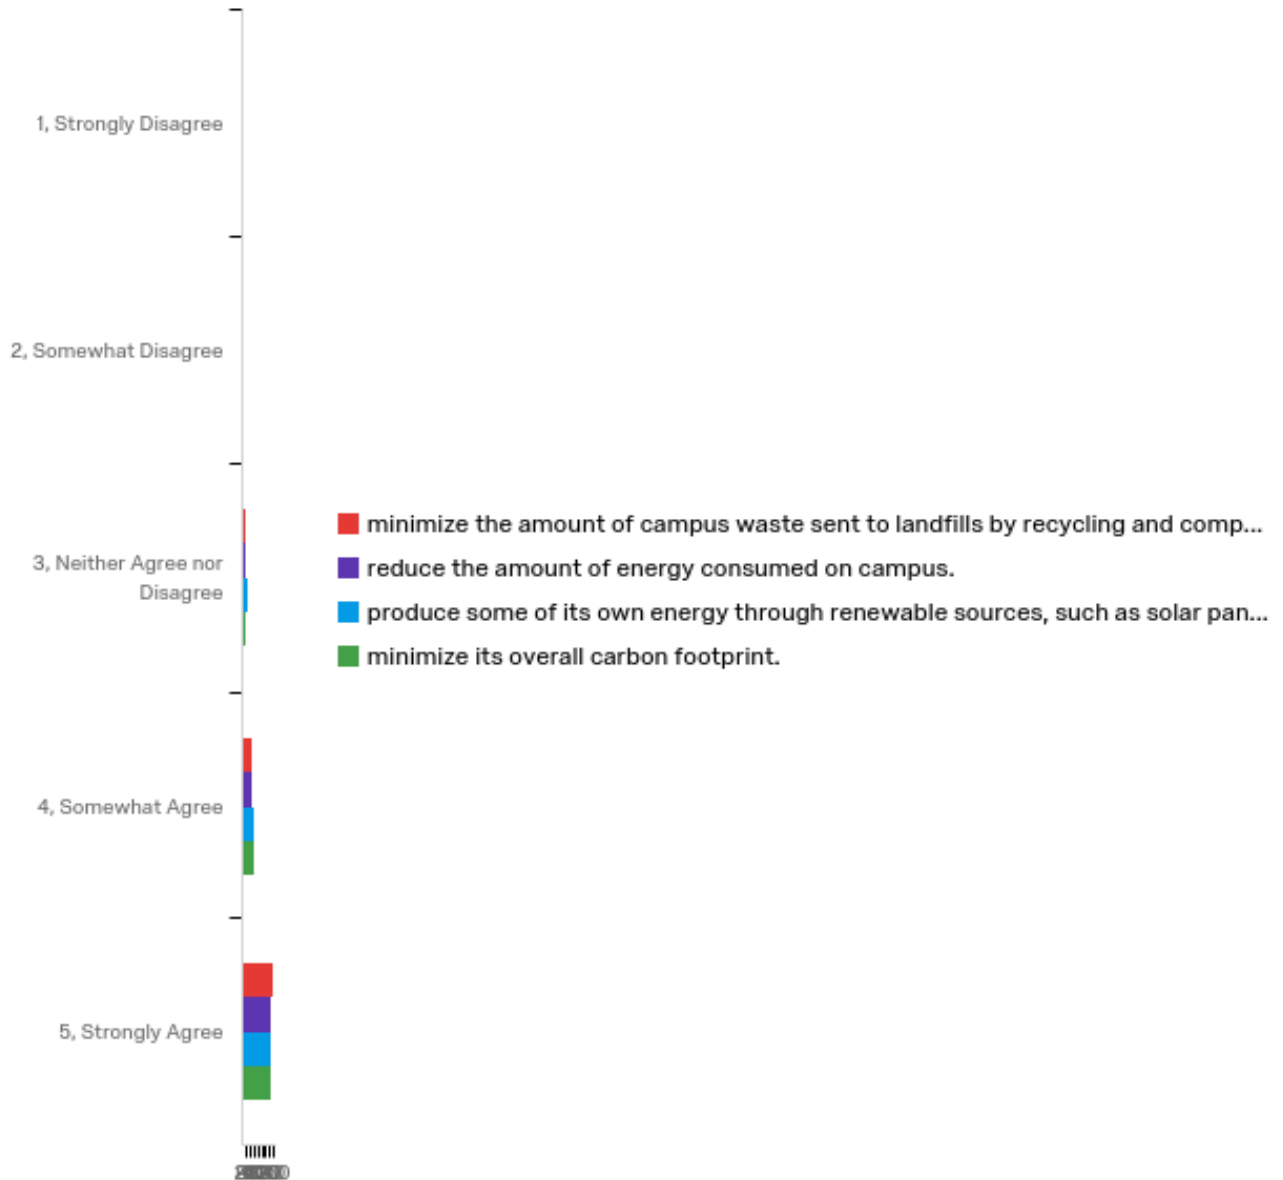 1, Strongly Disagree
2, Somewhat Disagree
3, Neither Agree nor
Disagree
minimize the amount of campus waste sent to landfills by recycling and comp...
reduce the amount of energy consumed on campus.
produce some of its own energy through renewable sources, such as solar pan...
minimize its overall carbon footprint.
4, Somewhat Agree
5, Strongly Agree